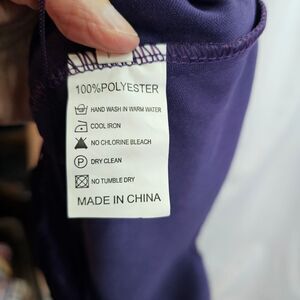 100%POLYESTER
HAND WASH IN WARM WATER
COOL IRON
NO CHLORINE BLEACH
P DRY CLEAN
NO TUMBLE DRY
MADE IN CHINA